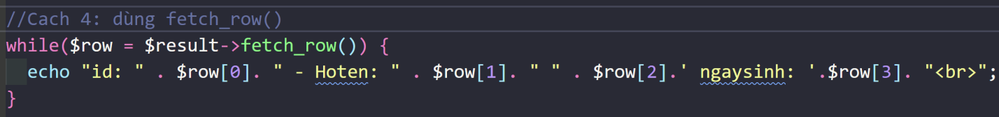 //Cach 4: dùng fetch_row()
while($row = $result->fetch_row()) {
echo "id: " . $row[0]. " - Hoten: " . $row[1]. " " . $row[2].' ngaysinh: '.$row[3]. "<br>";
}